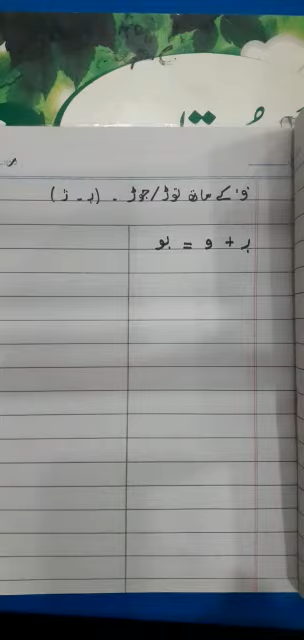 'و' کے ساتھ توڑ/جوڑ ۔ (ب ۔ ڑ)
ب + و = بو